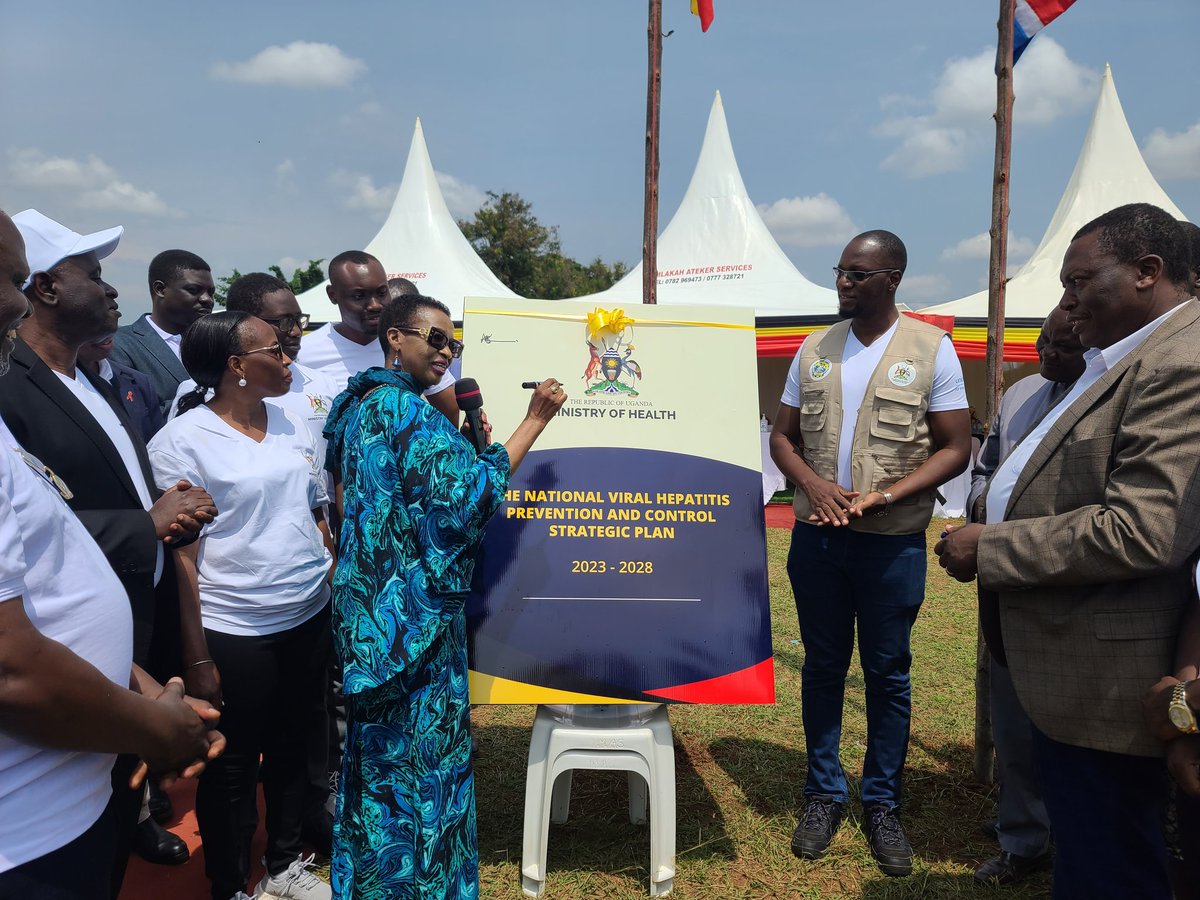 ATEKER SERVICES
TEL: 0782 969473 / 0777 328721
THE REPUBLIC OF UGANDA
MINISTRY OF HEALTH
THE NATIONAL VIRAL HEPATITIS
PREVENTION AND CONTROL
STRATEGIC PLAN
2023 - 2028